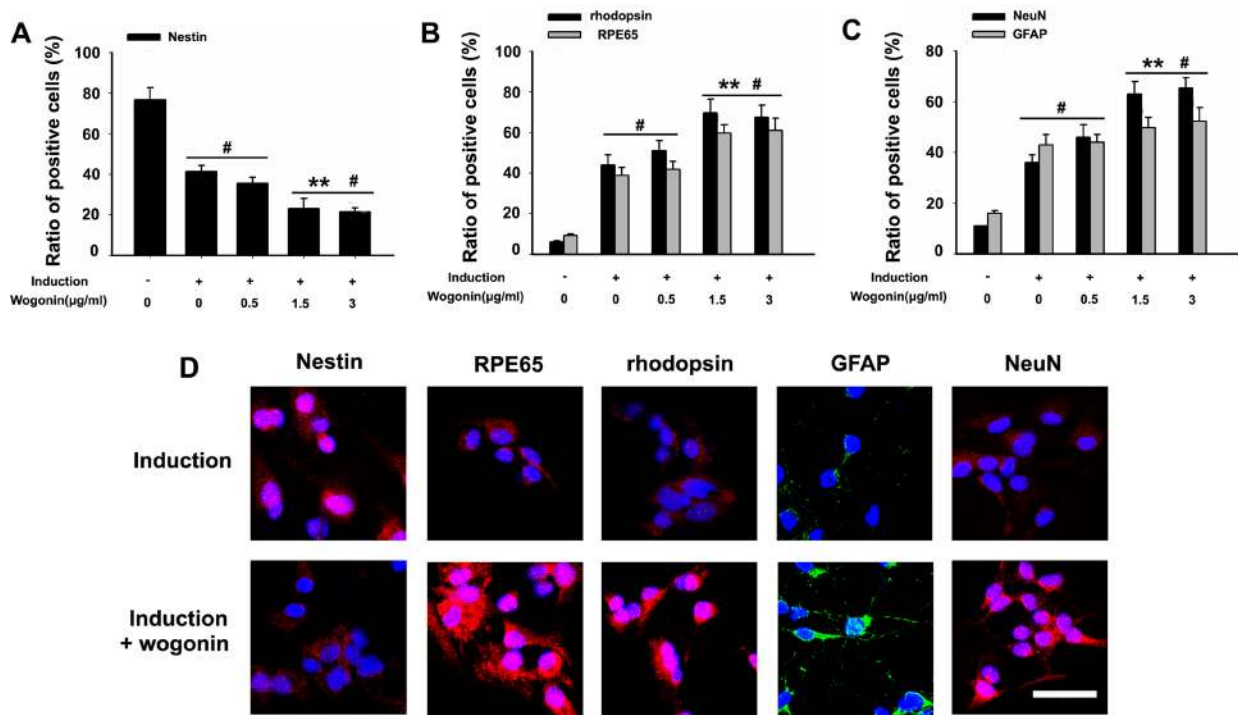 A
Nestin
Ratio of positive cells (%)
100
80
60
40
20
0
#
** #
Induction - + + + +
Wogonin(μg/ml) 0 0 0.5 1.5 3
B
rhodopsin
RPE65
Ratio of positive cells (%)
100
80
60
40
20
0
#
** #
Induction - + + + +
Wogonin(μg/ml) 0 0 0.5 1.5 3
C
NeuN
GFAP
Ratio of positive cells (%)
80
60
40
20
0
#
** #
Induction - + + + +
Wogonin(μg/ml) 0 0 0.5 1.5 3
D
Nestin RPE65 rhodopsin GFAP NeuN
Induction
Induction
+ wogonin